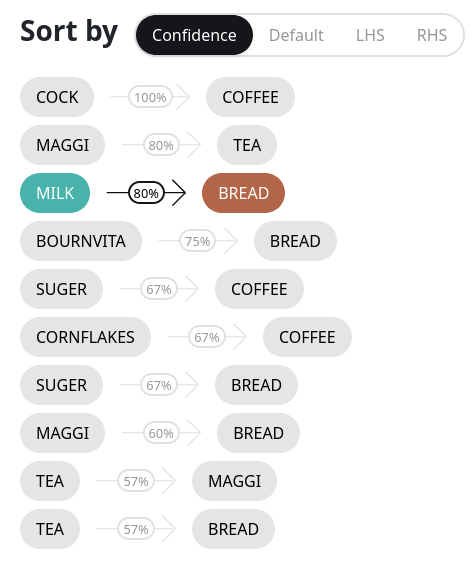 Sort by Confidence Default LHS RHS
COCK 100% COFFEE
MAGGI 80% TEA
MILK 80% BREAD
BOURNVITA 75% BREAD
SUGER 67% COFFEE
CORNFLAKES 67% COFFEE
SUGER 67% BREAD
MAGGI 60% BREAD
TEA 57% MAGGI
TEA 57% BREAD